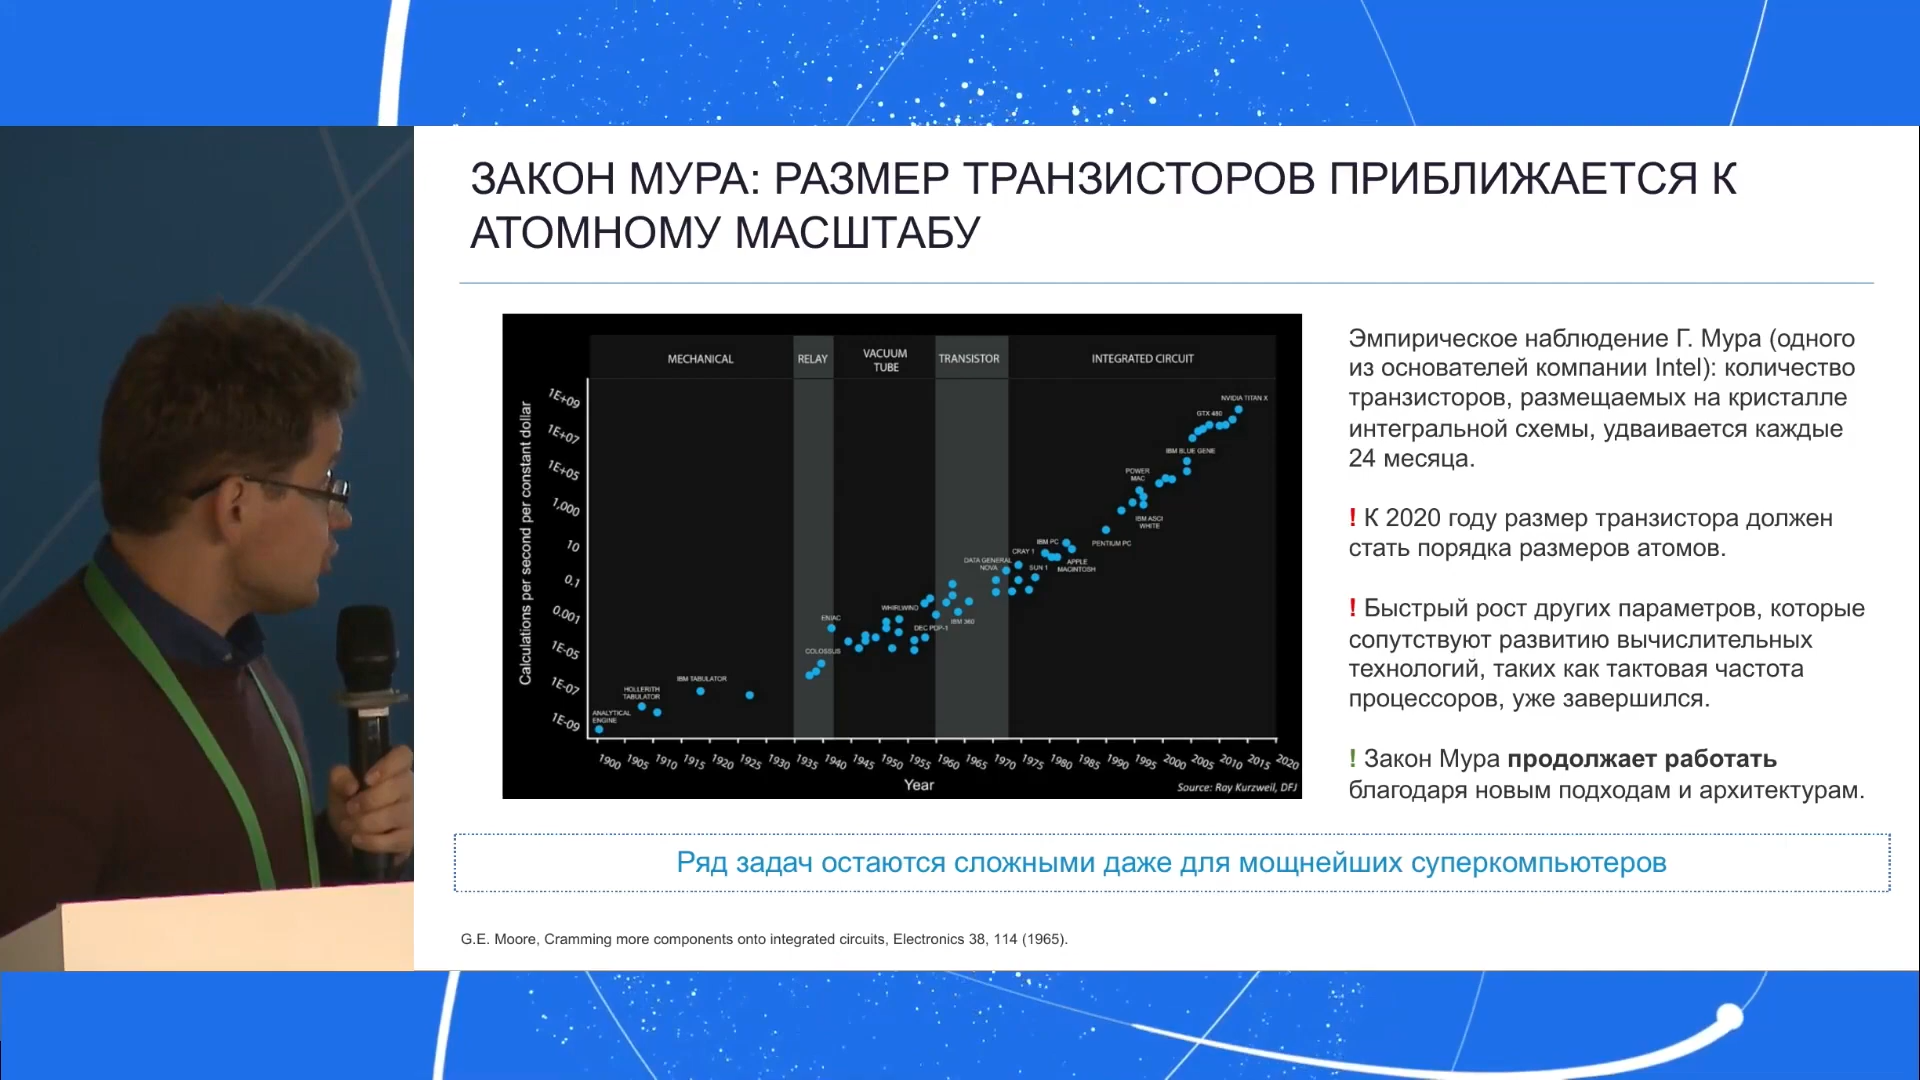 ЗАКОН МУРА: РАЗМЕР ТРАНЗИСТОРОВ ПРИБЛИЖАЕТСЯ К
АТОМНОМУ МАСШТАБУ
MECHANICAL
RELAY
VACUUM
TUBE
TRANSISTOR
INTEGRATED CIRCUIT
Calculations per second per constant dollar
1E+09
1E+07
1E+05
1,000
10
0.1
0.001
1E-05
1E-07
1E-09
NVIDIA TITAN X
GTX 480
IBM BLUE GENE
POWER
MAC
IBM ASCI
WHITE
PENTIUM PC
IBM PC
CRAY 1
APPLE
MACINTOSH
DATA GENERAL
NOVA
SUN 1
WHIRLWIND
IBM 360
DEC PDP-1
ENIAC
COLOSSUS
IBM TABULATOR
HOLLERITH
TABULATOR
ANALYTICAL
ENGINE
1900 1905 1910 1915 1920 1925 1930 1935 1940 1945 1950 1955 1960 1965 1970 1975 1980 1985 1990 1995 2000 2005 2010 2015 2020
Year
Source: Ray Kurzweil, DFJ
Эмпирическое наблюдение Г. Мура (одного
из основателей компании Intel): количество
транзисторов, размещаемых на кристалле
интегральной схемы, удваивается каждые
24 месяца.
! К 2020 году размер транзистора должен
стать порядка размеров атомов.
! Быстрый рост других параметров, которые
сопутствуют развитию вычислительных
технологий, таких как тактовая частота
процессоров, уже завершился.
! Закон Мура продолжает работать
благодаря новым подходам и архитектурам.
Ряд задач остаются сложными даже для мощнейших суперкомпьютеров
G.E. Moore, Cramming more components onto integrated circuits, Electronics 38, 114 (1965).